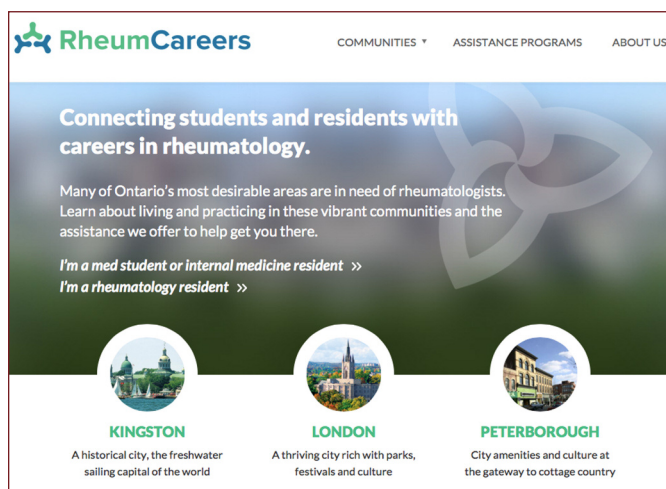 RheumCareers
COMMUNITIES ▼ ASSISTANCE PROGRAMS ABOUT US
Connecting students and residents with
careers in rheumatology.
Many of Ontario's most desirable areas are in need of rheumatologists.
Learn about living and practicing in these vibrant communities and the
assistance we offer to help get you there.
I'm a med student or internal medicine resident »
I'm a rheumatology resident »
KINGSTON
A historical city, the freshwater
sailing capital of the world
LONDON
A thriving city rich with parks,
festivals and culture
PETERBOROUGH
City amenities and culture at
the gateway to cottage country